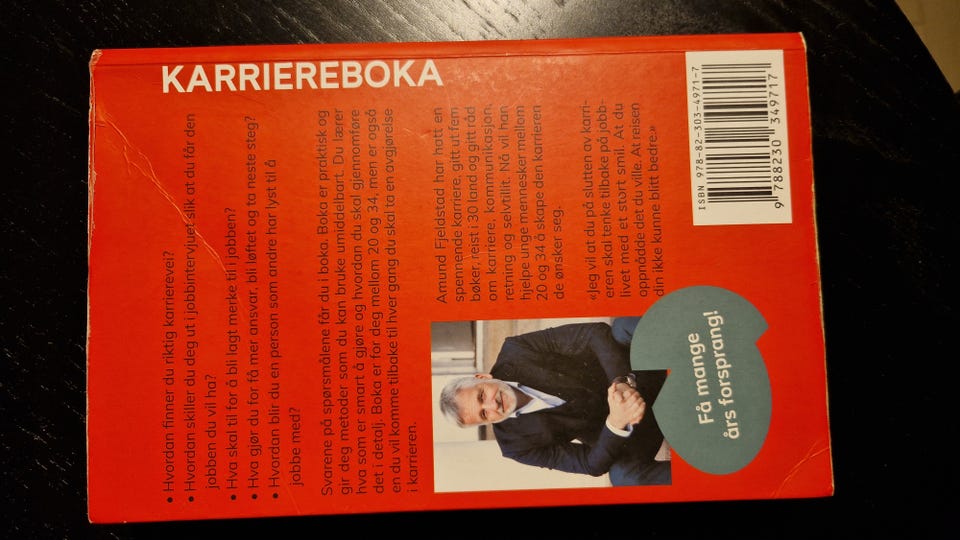 KARRIEREBOKA
• Hvordan finner du riktig karrierevei?
• Hvordan skiller du deg ut i jobbintervjuet slik at du får den
jobben du vil ha?
• Hva skal til for å bli lagt merke til i jobben?
• Hva gjør du for få mer ansvar, bli løftet og ta neste steg?
• Hvordan blir du en person som andre har lyst til å
jobbe med?
Svarene på spørsmålene får du i boka. Boka er praktisk og
gir deg metoder som du kan bruke umiddelbart. Du lærer
hva som er smart å gjøre og hvordan du skal gjennomføre
det i detalj. Boka er for deg mellom 20 og 34, men er også
en du vil komme tilbake til hver gang du skal ta en avgjørelse
i karrieren.
Amund Fjeldstad har hatt en
spennende karriere, gitt ut fem
bøker, reist i 30 land og gitt råd
om karriere, kommunikasjon,
retning og selvtillit. Nå vil han
hjelpe unge mennesker mellom
20 og 34 å skape den karrieren
de ønsker seg.
«Jeg vil at du på slutten av karri-
eren skal tenke tilbake på jobb-
livet med et stort smil. At du
oppnådde det du ville. At reisen
din ikke kunne blitt bedre.»
Få mange
års forsprang!
ISBN 978-82-303-4971-7
9 788230 349717